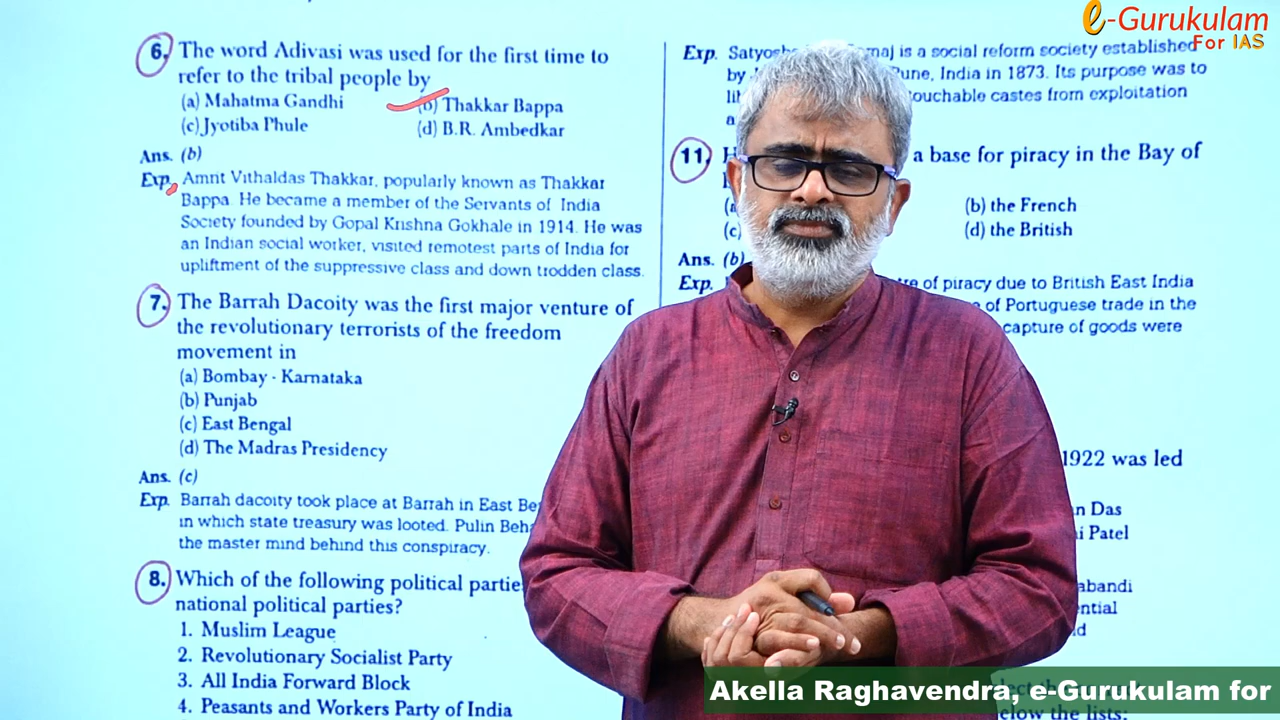 e-Gurukulam
For IAS
6. The word Adivasi was used for the first time to
refer to the tribal people by
(a) Mahatma Gandhi (b) Thakkar Bappa
(c) Jyotiba Phule (d) B.R. Ambedkar
Ans. (b)
Exp. Amrit Vithaldas Thakkar, popularly known as Thakkar
Bappa. He became a member of the Servants of India
Society founded by Gopal Krishna Gokhale in 1914. He was
an Indian social worker, visited remotest parts of India for
upliftment of the suppressive class and down trodden class.
7. The Barrah Dacoity was the first major venture of
the revolutionary terrorists of the freedom
movement in
(a) Bombay - Karnataka
(b) Punjab
(c) East Bengal
(d) The Madras Presidency
Ans. (c)
Exp. Barrah dacoity took place at Barrah in East
in which state treasury was looted. Pulin
the master mind behind this conspiracy.
8. Which of the following political
national political parties?
1. Muslim League
2. Revolutionary Socialist Party
3. All India Forward Block
4. Peasants and Workers Party of India
Exp. is a social reform society established
by Pune, India in 1873. Its purpose was to
castes from exploitation
11. a base for piracy in the Bay of
(b) the French
(d) the British
Ans. (b)
Exp. of piracy due to British East India
of Portuguese trade in the
capture of goods were
1922 was led
Das
Patel
Akella Raghavendra, e-Gurukulam for
below the lists: